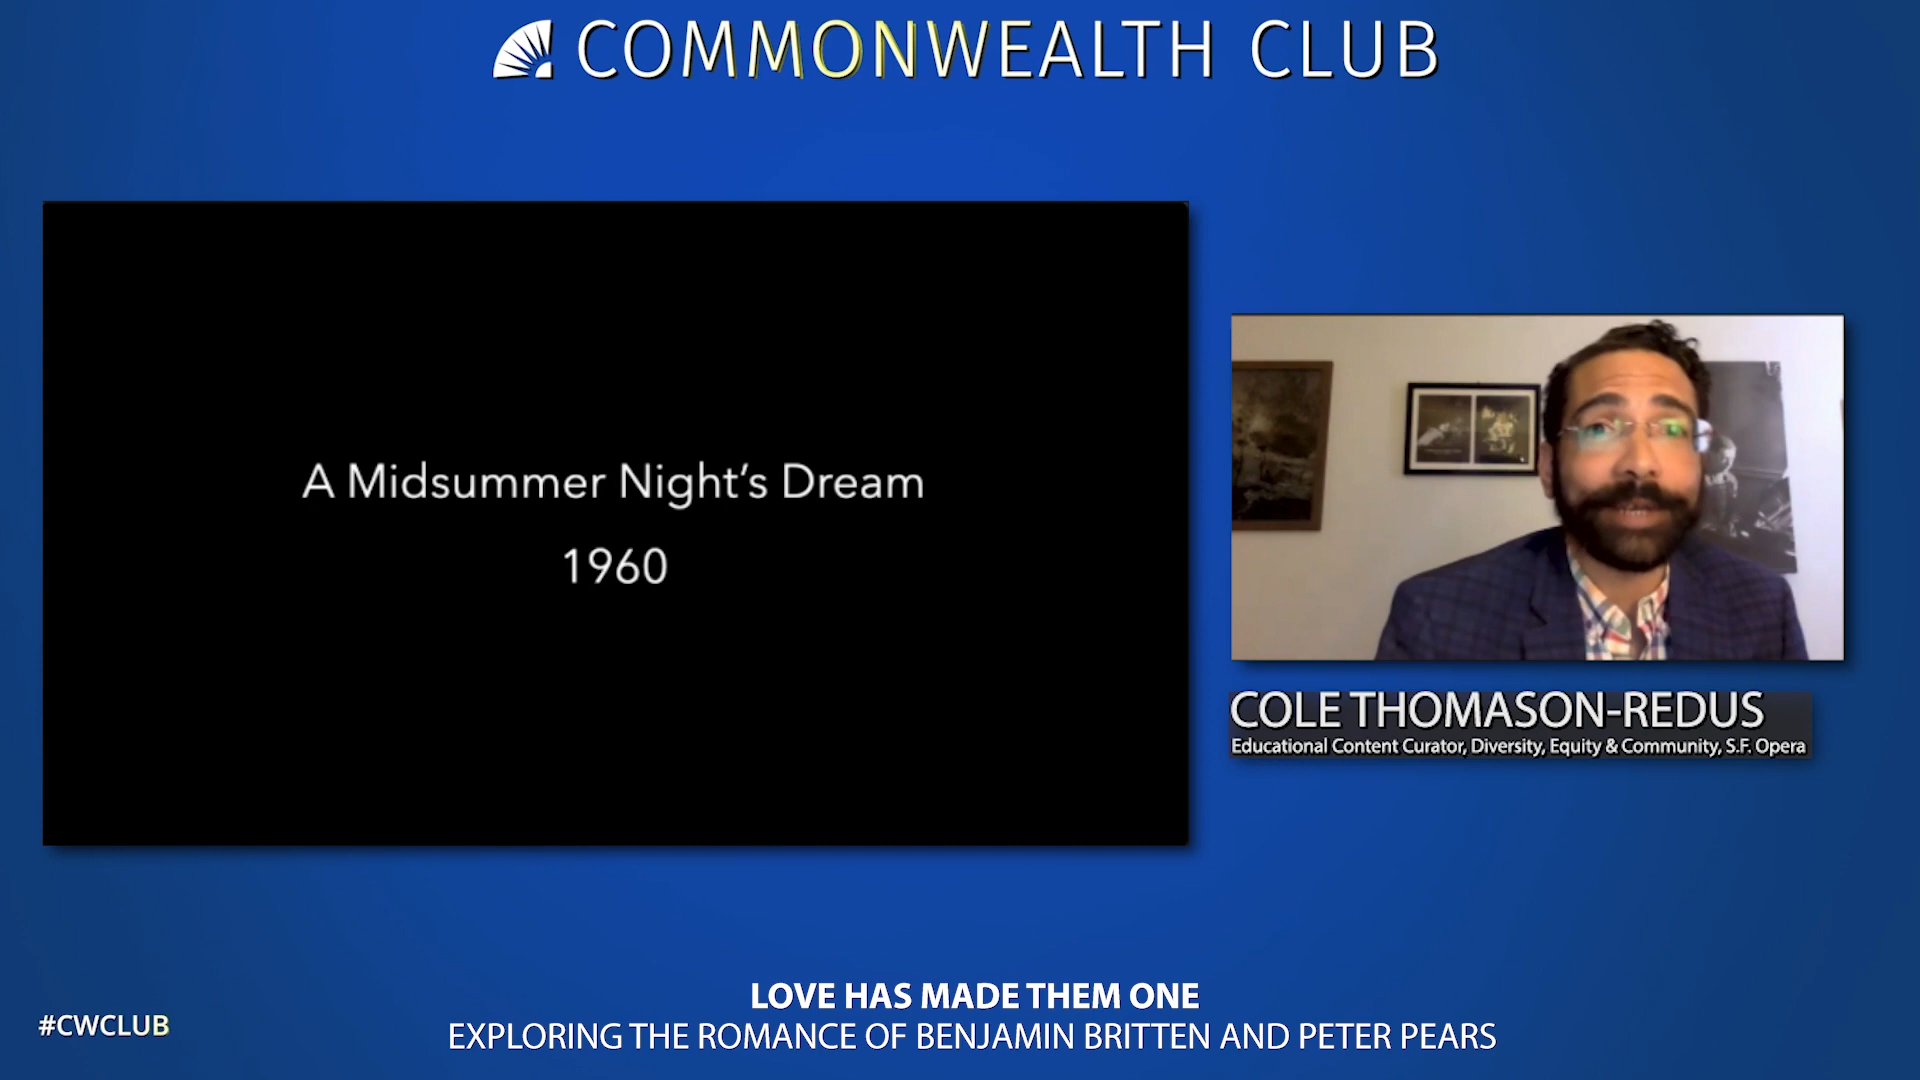 COMMONWEALTH CLUB
A Midsummer Night's Dream
1960
COLE THOMASON-REDUS
Educational Content Curator, Diversity, Equity & Community, S.F. Opera
LOVE HAS MADE THEM ONE
#CWCLUB
EXPLORING THE ROMANCE OF BENJAMIN BRITTEN AND PETER PEARS